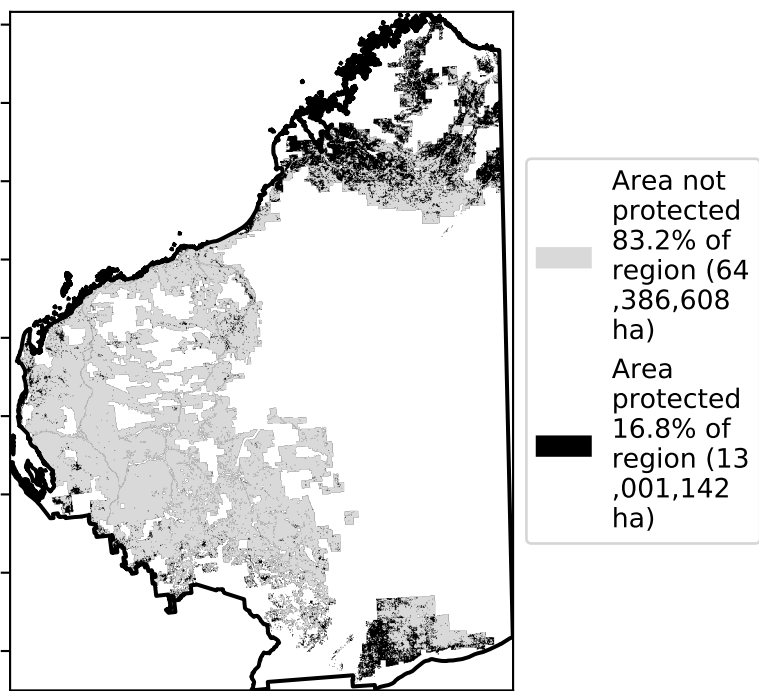 Area not
protected
83.2% of
region (64
,386,608
ha)
Area
protected
16.8% of
region (13
,001,142
ha)